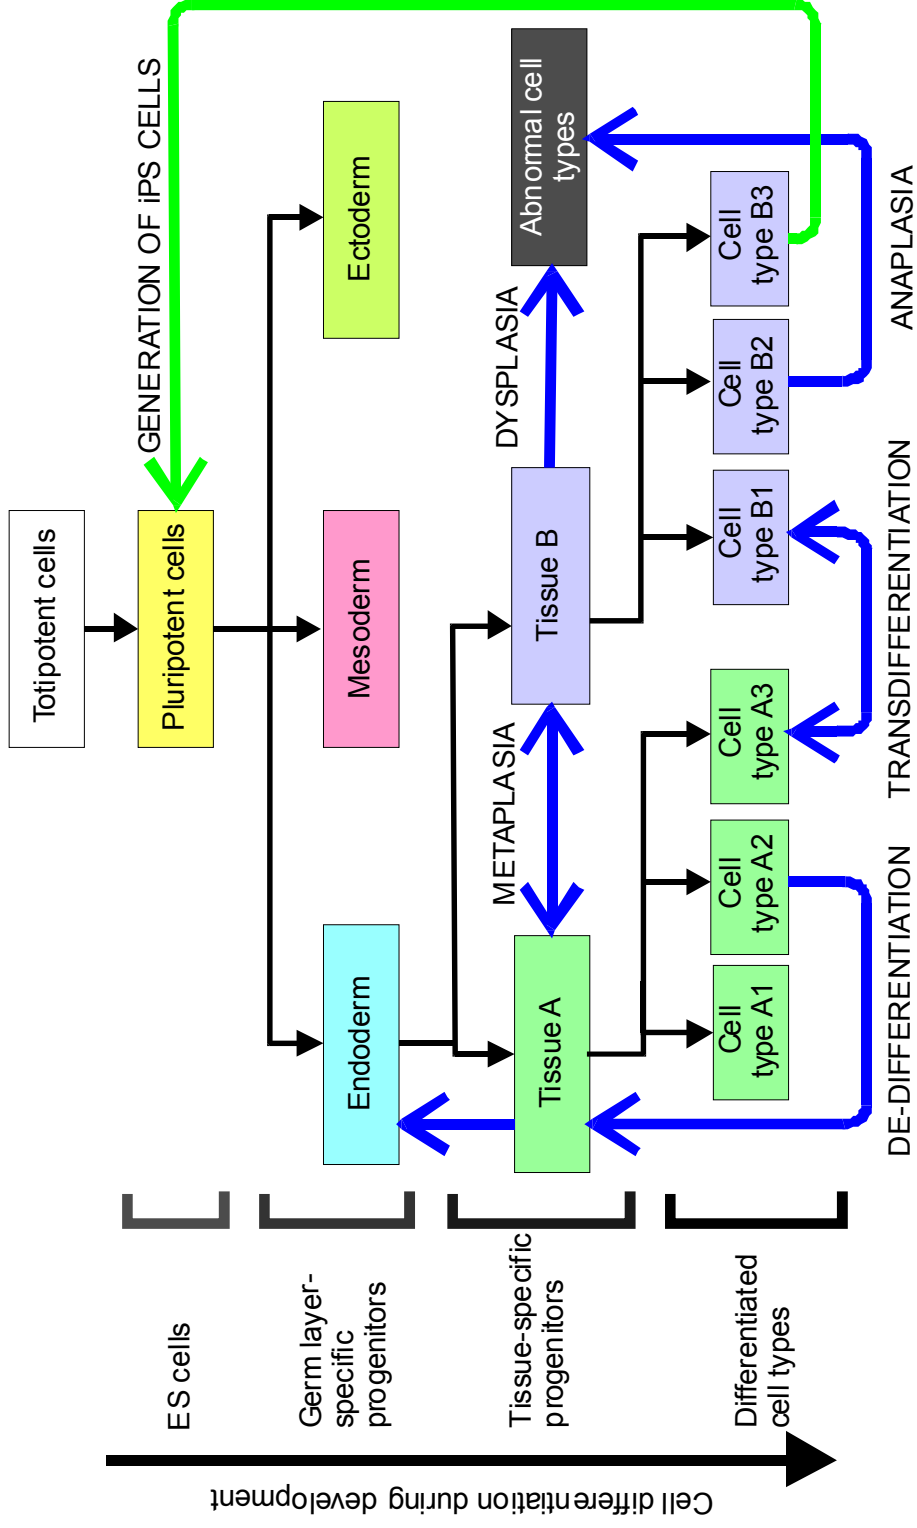 Totipotent cells
GENERATION OF iPS CELLS
Pluripotent cells
ES cells
Endoderm
Mesoderm
Ectoderm
Germ layer-
specific
progenitors
METAPLASIA
DYSPLASIA
Tissue A
Tissue B
Abnormal cell
types
Tissue-specific
progenitors
Cell
type A1
Cell
type A2
Cell
type A3
Cell
type B1
Cell
type B2
Cell
type B3
Differentiated
cell types
DE-DIFFERENTIATION
TRANSDIFFERENTIATION
ANAPLASIA
Cell differentiation during development